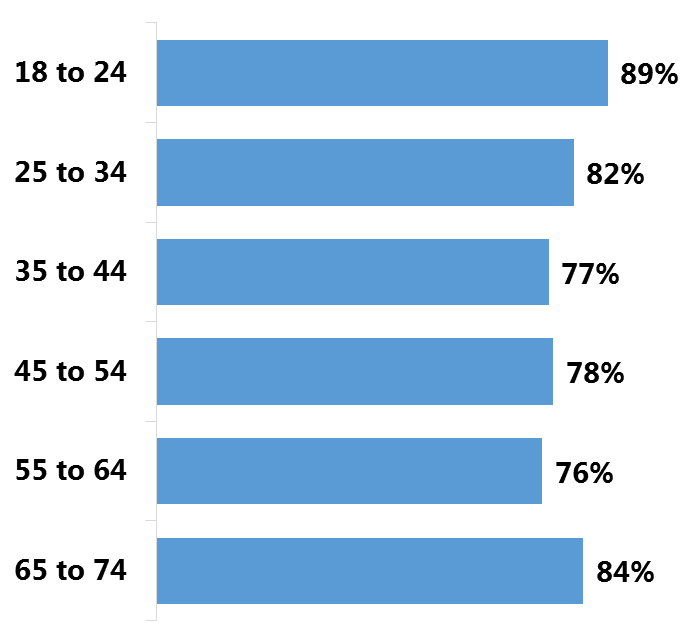 18 to 24 89%
25 to 34 82%
35 to 44 77%
45 to 54 78%
55 to 64 76%
65 to 74 84%